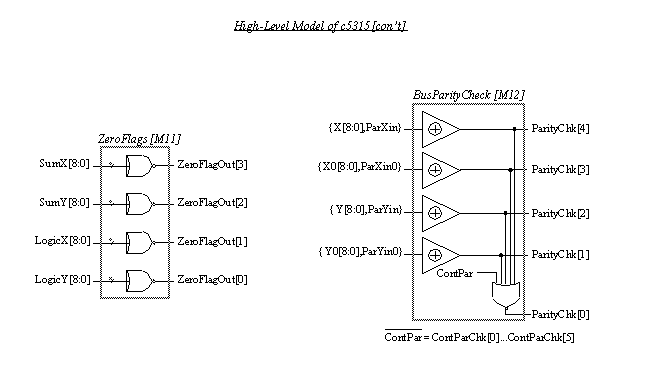 High-Level Model of c5315[con't]
BusParityCheck [M12]
{X[8:0],ParXin}
ParityChk[4]
ZeroFlags [M11]
SumX[8:0]
ZeroFlagOut[3]
{X0[8:0],ParXin0}
ParityChk[3]
SumY[8:0]
ZeroFlagOut[2]
{Y[8:0],ParYin}
ParityChk[2]
LogicX[8:0]
ZeroFlagOut[1]
{Y0[8:0],ParYin0}
ParityChk[1]
LogicY[8:0]
ZeroFlagOut[0]
ContPar
ParityChk[0]
ContPar = ContParChk[0]...ContParChk[5]